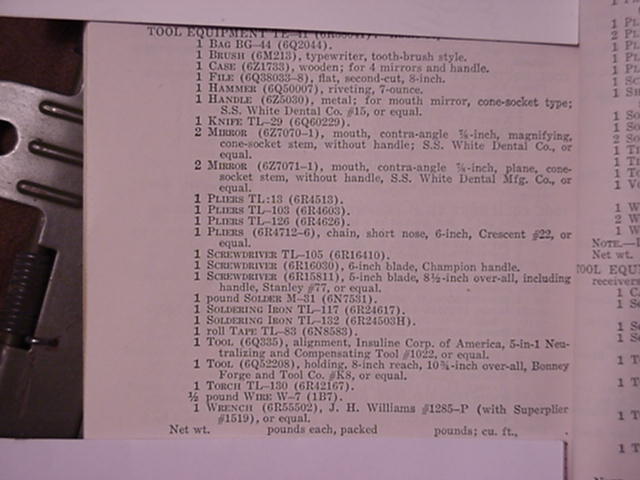 TOOL EQUIPMENT TE-41
1 BAG BG-44 (6Q2044).
1 BRUSH (6M213), typewriter, tooth-brush style.
1 CASE (6Z1733), wooden; for 4 mirrors and handle.
1 FILE (6Q38033-8), flat, second-cut, 8-inch.
1 HAMMER (6Q50007), riveting, 7-ounce.
1 HANDLE (6Z5030), metal; for mouth mirror, cone-socket type;
S.S. White Dental Co. #15, or equal.
1 KNIFE TL-29 (6Q60229).
2 MIRROR (6Z7070-1), mouth, contra-angle ⅞-inch, magnifying,
cone-socket stem, without handle; S.S. White Dental Co., or
equal.
2 MIRROR (6Z7071-1), mouth, contra-angle ⅞-inch, plane, cone-
socket stem, without handle, S.S. White Dental Mfg. Co., or
equal.
1 PLIERS TL-13 (6R4513).
1 PLIERS TL-103 (6R4603).
1 PLIERS TL-126 (6R4626).
1 PLIERS (6R4712-6), chain, short nose, 6-inch, Crescent #22, or
equal.
1 SCREWDRIVER TL-105 (6R16410).
1 SCREWDRIVER (6R16030), 6-inch blade, Champion handle.
1 SCREWDRIVER (6R15811), 5-inch blade, 8½-inch over-all, including
handle, Stanley #77, or equal.
1 pound SOLDER M-31 (6N7531).
1 SOLDERING IRON TL-117 (6R24617).
1 SOLDERING IRON TL-132 (6R24503H).
1 roll TAPE TL-83 (6N8583).
1 TOOL (6Q335), alignment, Insuline Corp. of America, 5-in-1 Neu-
tralizing and Compensating Tool #1022, or equal.
1 TOOL (6Q52208), holding, 8-inch reach, 10¾-inch over-all, Bonney
Forge and Tool Co. #K8, or equal.
1 TORCH TL-130 (6R42167).
½ pound WIRE W-7 (1B7).
1 WRENCH (6R55502), J. H. Williams #1285-P (with Superplier
#1519), or equal.
Net wt. pounds each, packed pounds; cu. ft.,
NOTE.—
Net wt.
TOOL EQU
receivers